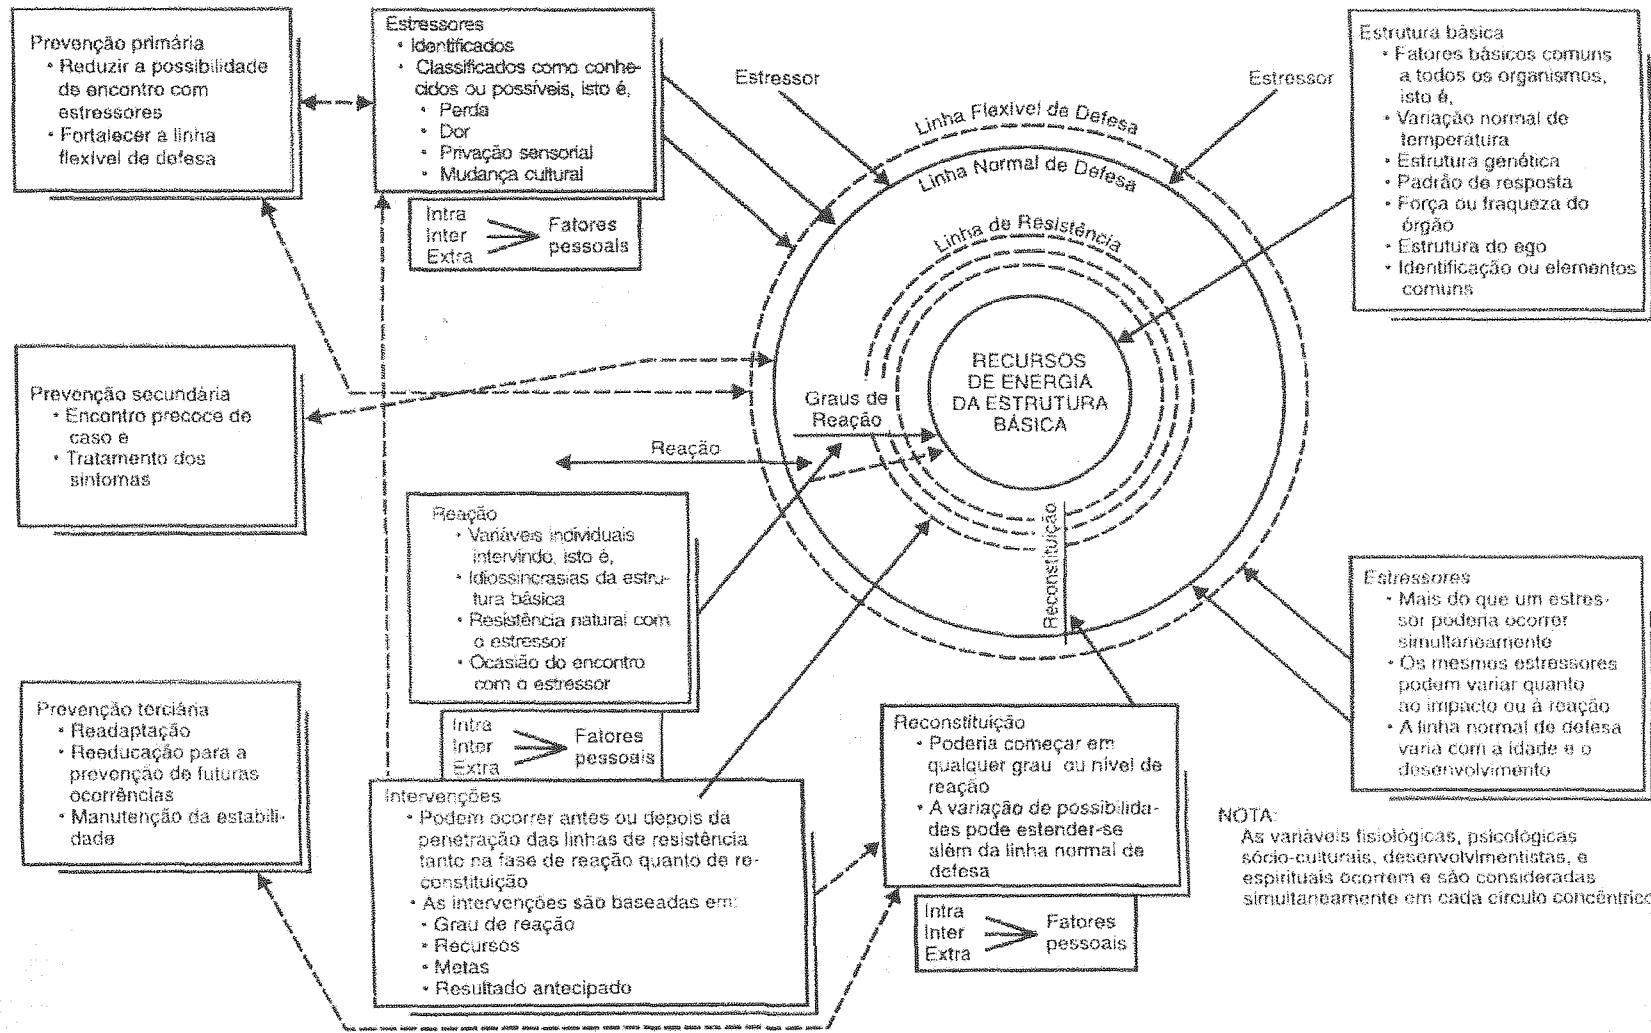 Prevenção primária
• Reduzir a possibilidade
de encontro com
estressores
• Fortalecer a linha
flexível de defesa
Estressores
• Identificados
• Classificados como conhe-
cidos ou possíveis, isto é,
• Perda
• Dor
• Privação sensorial
• Mudança cultural
Intra
Inter
Extra
Fatores
pessoais
Estressor
Estressor
Linha Flexível de Defesa
Linha Normal de Defesa
Linha de Resistência
RECURSOS
DE ENERGIA
DA ESTRUTURA
BÁSICA
Graus de
Reação
Reação
Reconstituição
Estrutura básica
• Fatores básicos comuns
a todos os organismos,
isto é,
• Variação normal de
temperatura
• Estrutura genética
• Padrão de resposta
• Força ou fraqueza do
órgão
• Estrutura do ego
• Identificação ou elementos
comuns
Prevenção secundária
• Encontro precoce de
caso e
• Tratamento dos
sintomas
Reação
• Variáveis individuais
intervindo, isto é,
• Idiossincrasias da estru-
tura básica
• Resistência natural com
o estressor
• Ocasião do encontro
com o estressor
Intra
Inter
Extra
Fatores
pessoais
Estressores
• Mais do que um estres-
sor poderia ocorrer
simultaneamente
• Os mesmos estressores
podem variar quanto
ao impacto ou à reação
• A linha normal de defesa
varia com a idade e o
desenvolvimento
Prevenção terciária
• Readaptação
• Reeducação para a
prevenção de futuras
ocorrências
• Manutenção da estabili-
dade
Intervenções
• Podem ocorrer antes ou depois da
penetração das linhas de resistência
tanto na fase de reação quanto de re-
constituição
• As intervenções são baseadas em:
• Grau de reação
• Recursos
• Metas
• Resultado antecipado
Reconstituição
• Poderia começar em
qualquer grau ou nível de
reação
• A variação de possibilida-
des pode estender-se
além da linha normal de
defesa
Intra
Inter
Extra
Fatores
pessoais
NOTA:
As variáveis fisiológicas, psicológicas
sócio-culturais, desenvolvimentistas, e
espirituais ocorrem e são consideradas
simultaneamente em cada círculo concêntrico